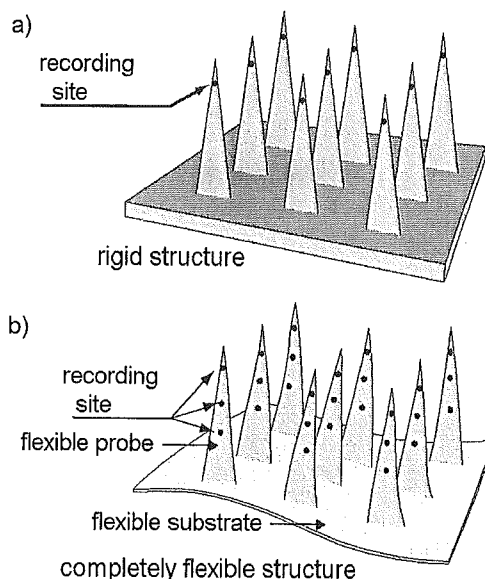 a)
recording
site
rigid structure
b)
recording
site
flexible probe
flexible substrate
completely flexible structure